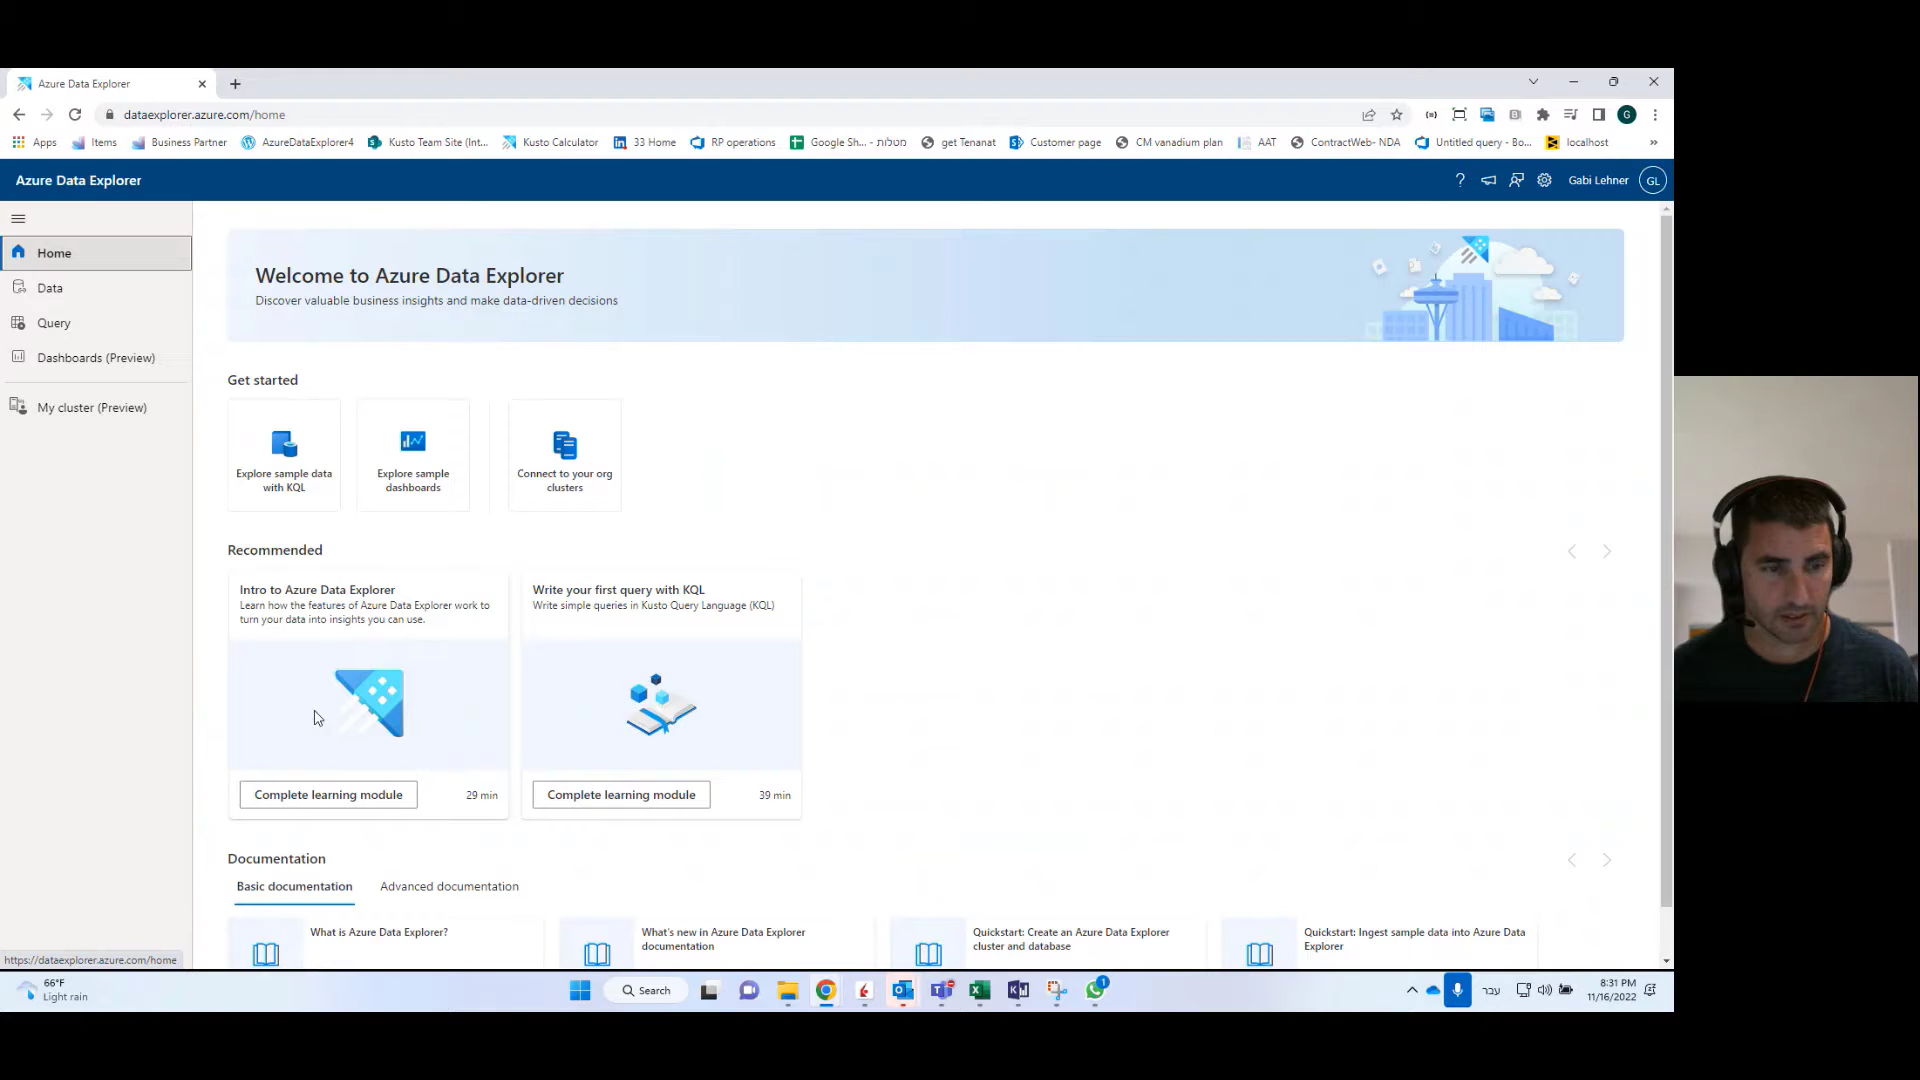 Azure Data Explorer
dataexplorer.azure.com/home
G
Apps
Items
Business Partner
AzureDataExplorer4
Kusto Team Site (Int...
Kusto Calculator
33 Home
RP operations
Google Sh... - מטלות
get Tenanat
Customer page
CM vanadium plan
AAT
ContractWeb- NDA
Untitled query - Bo...
localhost
»
Azure Data Explorer
?
Gabi Lehner
GL
Home
Data
Query
Dashboards (Preview)
My cluster (Preview)
Welcome to Azure Data Explorer
Discover valuable business insights and make data-driven decisions
Get started
Explore sample data
with KQL
Explore sample
dashboards
Connect to your org
clusters
Recommended
Intro to Azure Data Explorer
Learn how the features of Azure Data Explorer work to
turn your data into insights you can use.
Complete learning module
29 min
Write your first query with KQL
Write simple queries in Kusto Query Language (KQL)
Complete learning module
39 min
Documentation
Basic documentation
Advanced documentation
What is Azure Data Explorer?
What's new in Azure Data Explorer
documentation
Quickstart: Create an Azure Data Explorer
cluster and database
Quickstart: Ingest sample data into Azure Data
Explorer
https://dataexplorer.azure.com/home
66°F
Light rain
Search
1
עבר
8:31 PM
11/16/2022